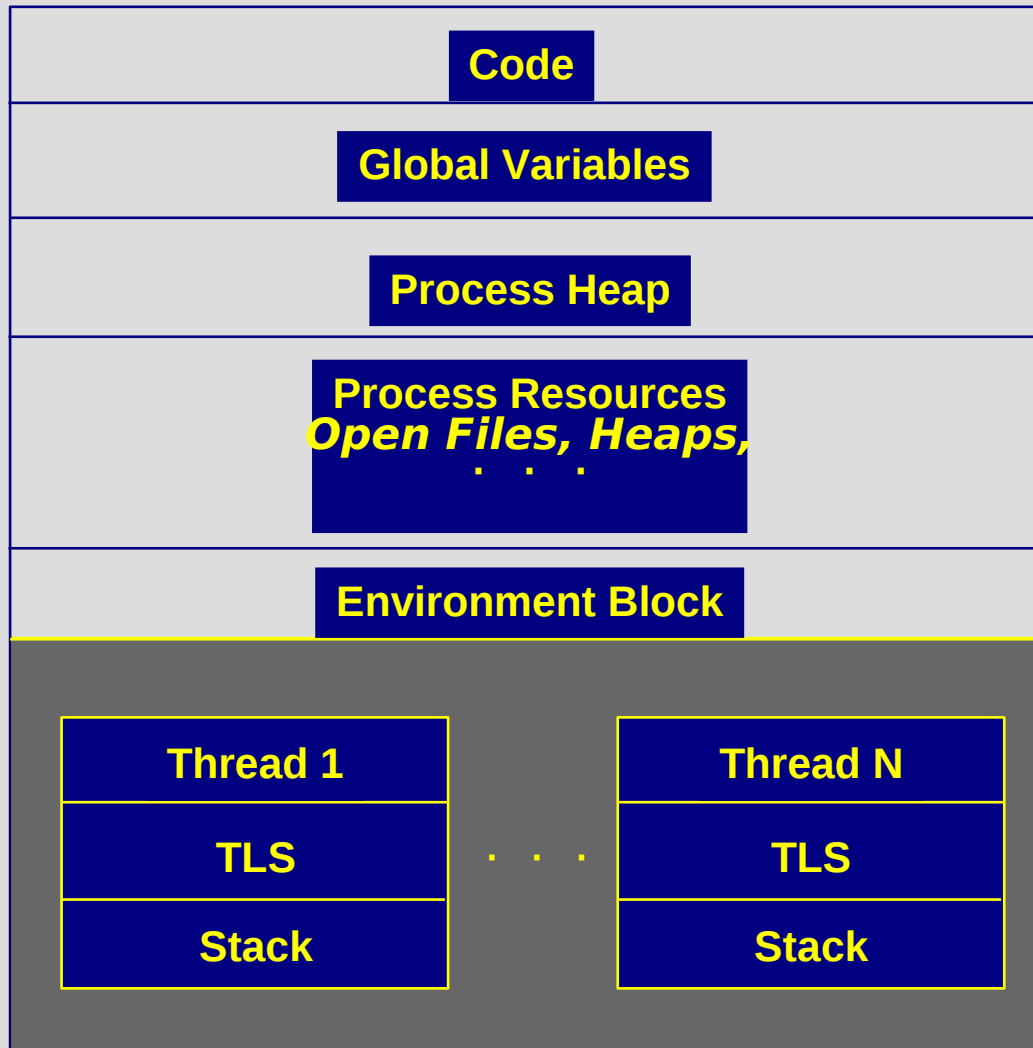 Code
Global Variables
Process Heap
Process Resources
Open Files, Heaps,
. . .
Environment Block
Thread 1
TLS
Stack
. . .
Thread N
TLS
Stack